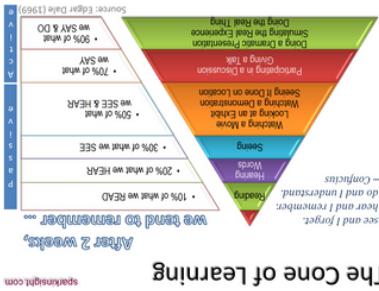 sparkinsight.com
The Cone of Learning
see and I forget.
hear and I remember.
do and I understand.
— Confucius
After 2 weeks,
we tend to remember ...
Reading
• 10% of what we READ
Hearing
Words
• 20% of what we HEAR
Seeing
• 30% of what we SEE
Watching a Movie
Looking at an Exhibit
Watching a Demonstration
Seeing It Done on Location
• 50% of what
we SEE & HEAR
Participating in a Discussion
Giving a Talk
• 70% of what
we SAY
Doing a Dramatic Presentation
Simulating the Real Experience
Doing the Real Thing
• 90% of what
we SAY & DO
Passive
Active
Source: Edgar Dale (1969)